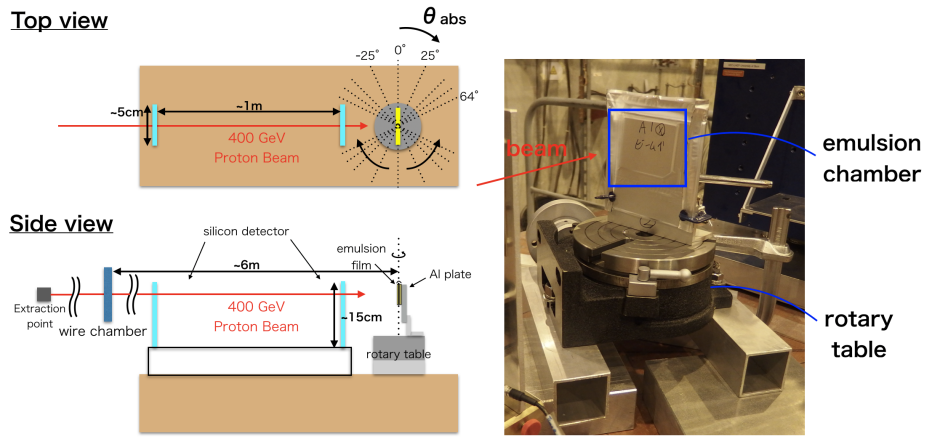 Top view
θ abs
-25°
0°
25°
64°
~5cm
~1m
400 GeV
Proton Beam
Side view
silicon detector
emulsion
film
Al plate
~6m
400 GeV
Proton Beam
~15cm
Extraction
point
wire chamber
rotary table
beam
emulsion
chamber
rotary
table